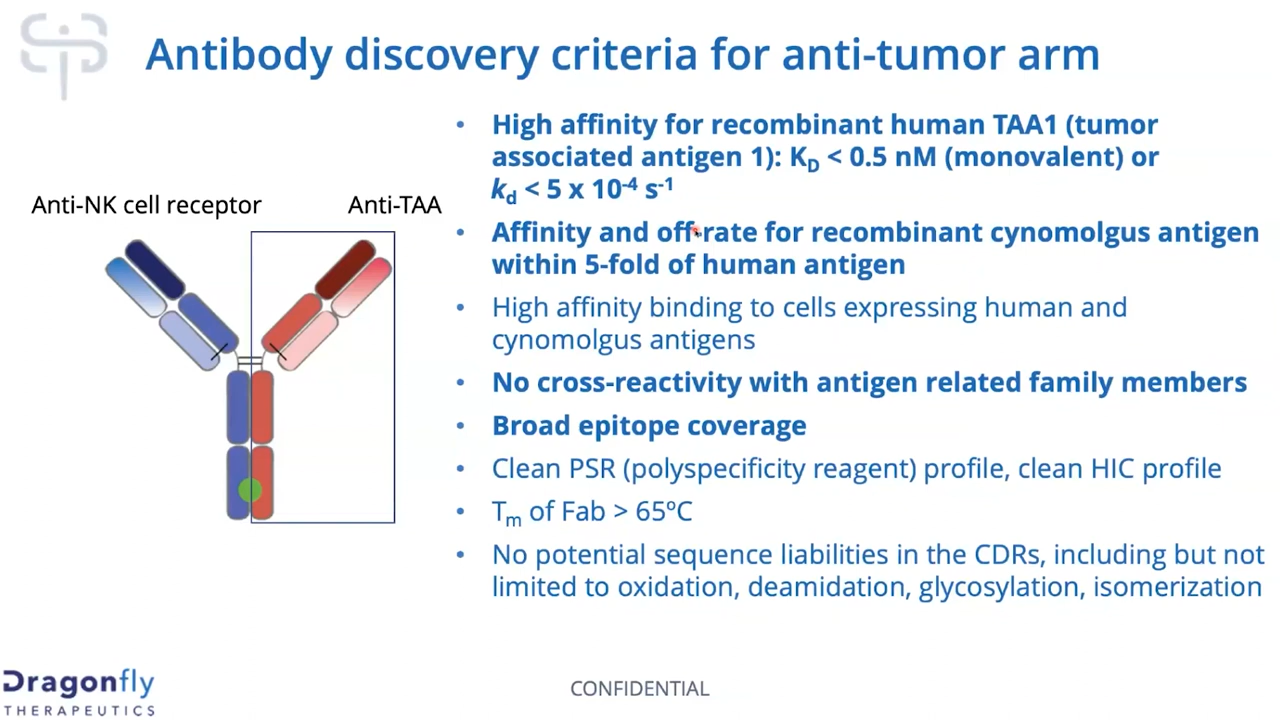 Antibody discovery criteria for anti-tumor arm
Anti-NK cell receptor
Anti-TAA
• High affinity for recombinant human TAA1 (tumor
associated antigen 1): K_D < 0.5 nM (monovalent) or
k_d < 5 x 10⁻⁴ s⁻¹
• Affinity and off-rate for recombinant cynomolgus antigen
within 5-fold of human antigen
• High affinity binding to cells expressing human and
cynomolgus antigens
• No cross-reactivity with antigen related family members
• Broad epitope coverage
• Clean PSR (polyspecificity reagent) profile, clean HIC profile
• T_m of Fab > 65ºC
• No potential sequence liabilities in the CDRs, including but not
limited to oxidation, deamidation, glycosylation, isomerization
Dragonfly
THERAPEUTICS
CONFIDENTIAL